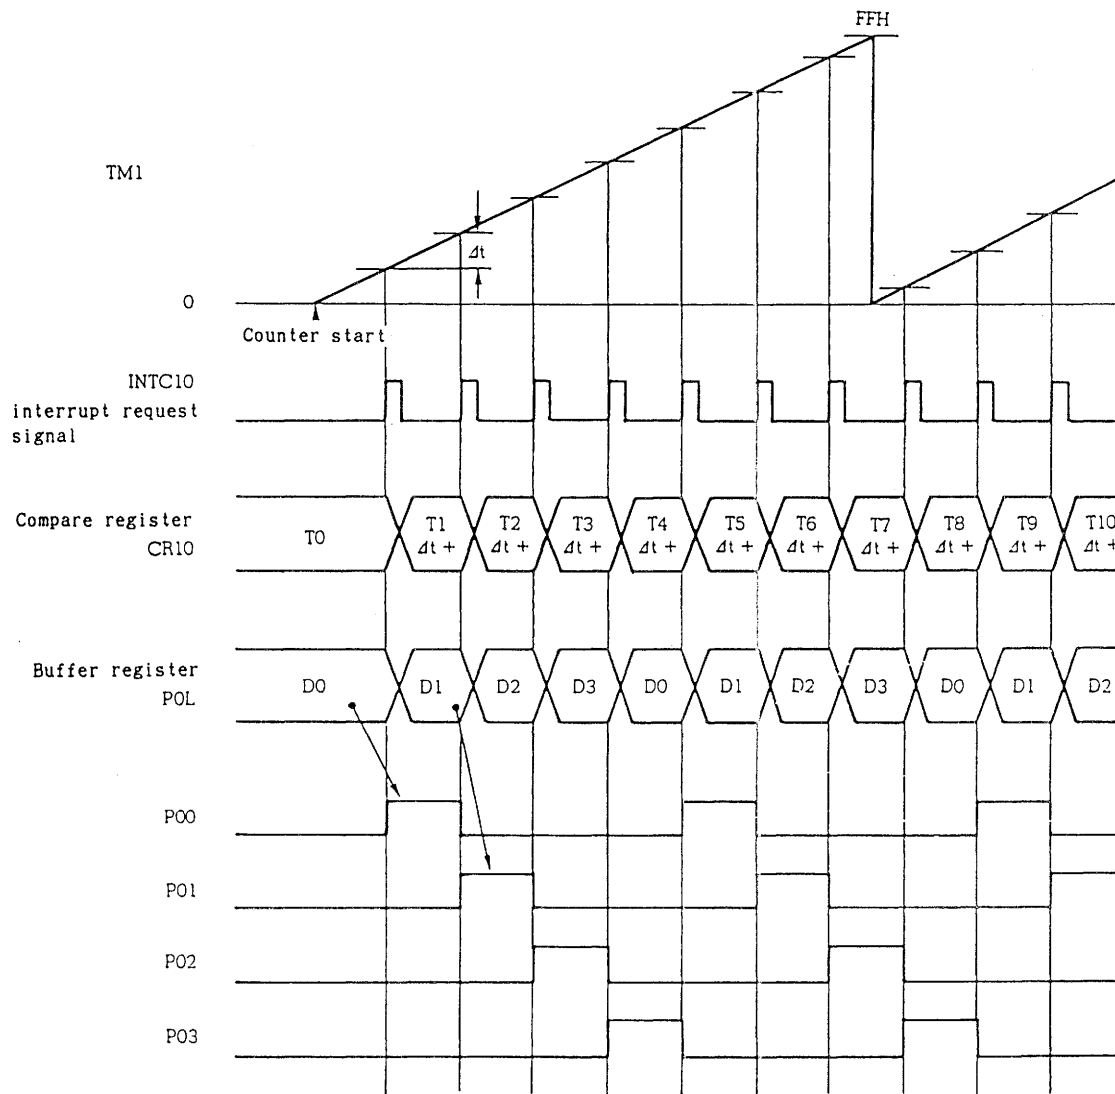 FFH
TM1
Δt
0
Counter start
INTC10
interrupt request
signal
Compare register
CR10
T0
T1
Δt +
T2
Δt +
T3
Δt +
T4
Δt +
T5
Δt +
T6
Δt +
T7
Δt +
T8
Δt +
T9
Δt +
T10
Δt +
Buffer register
P0L
D0 D1 D2 D3 D0 D1 D2 D3 D0 D1 D2
P00
P01
P02
P03